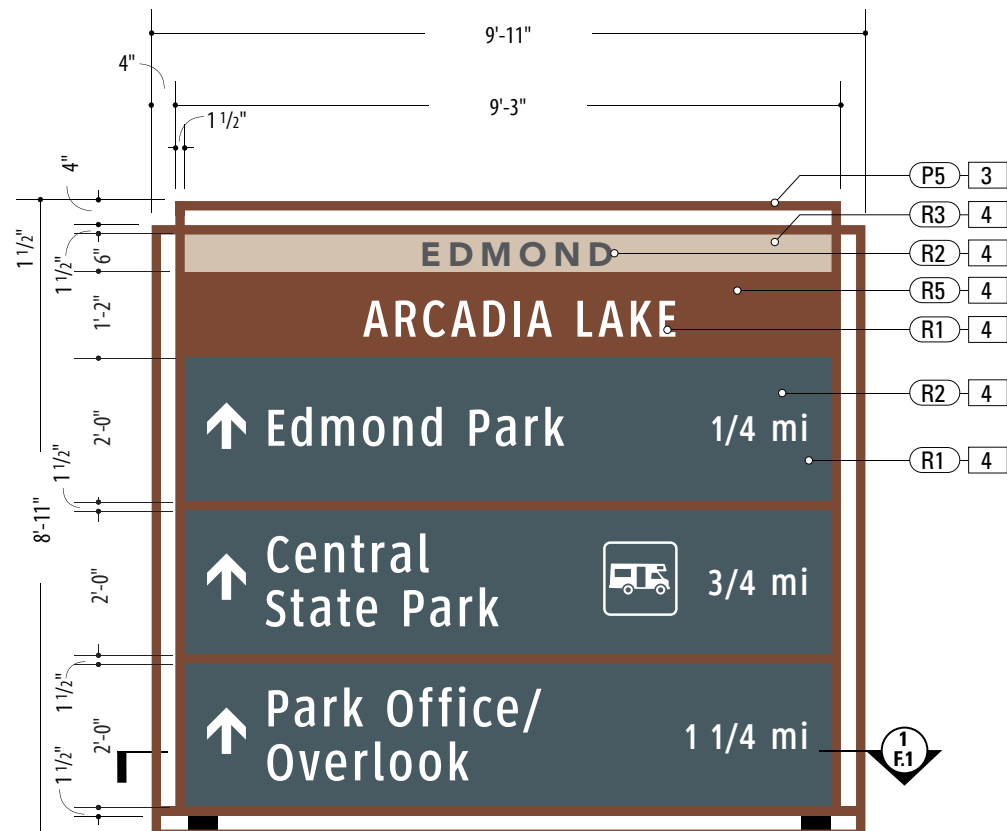 9'-11"
4"
9'-3"
1 1/2"
4"
1 1/2"
1 1/2"
6"
1'-2"
2'-0"
1 1/2"
8'-11"
2'-0"
1 1/2"
2'-0"
1 1/2"
EDMOND
ARCADIA LAKE
Edmond Park 1/4 mi
Central
State Park 3/4 mi
Park Office/
Overlook 1 1/4 mi
P5 3
R3 4
R2 4
R5 4
R1 4
R2 4
R1 4
1
F.1